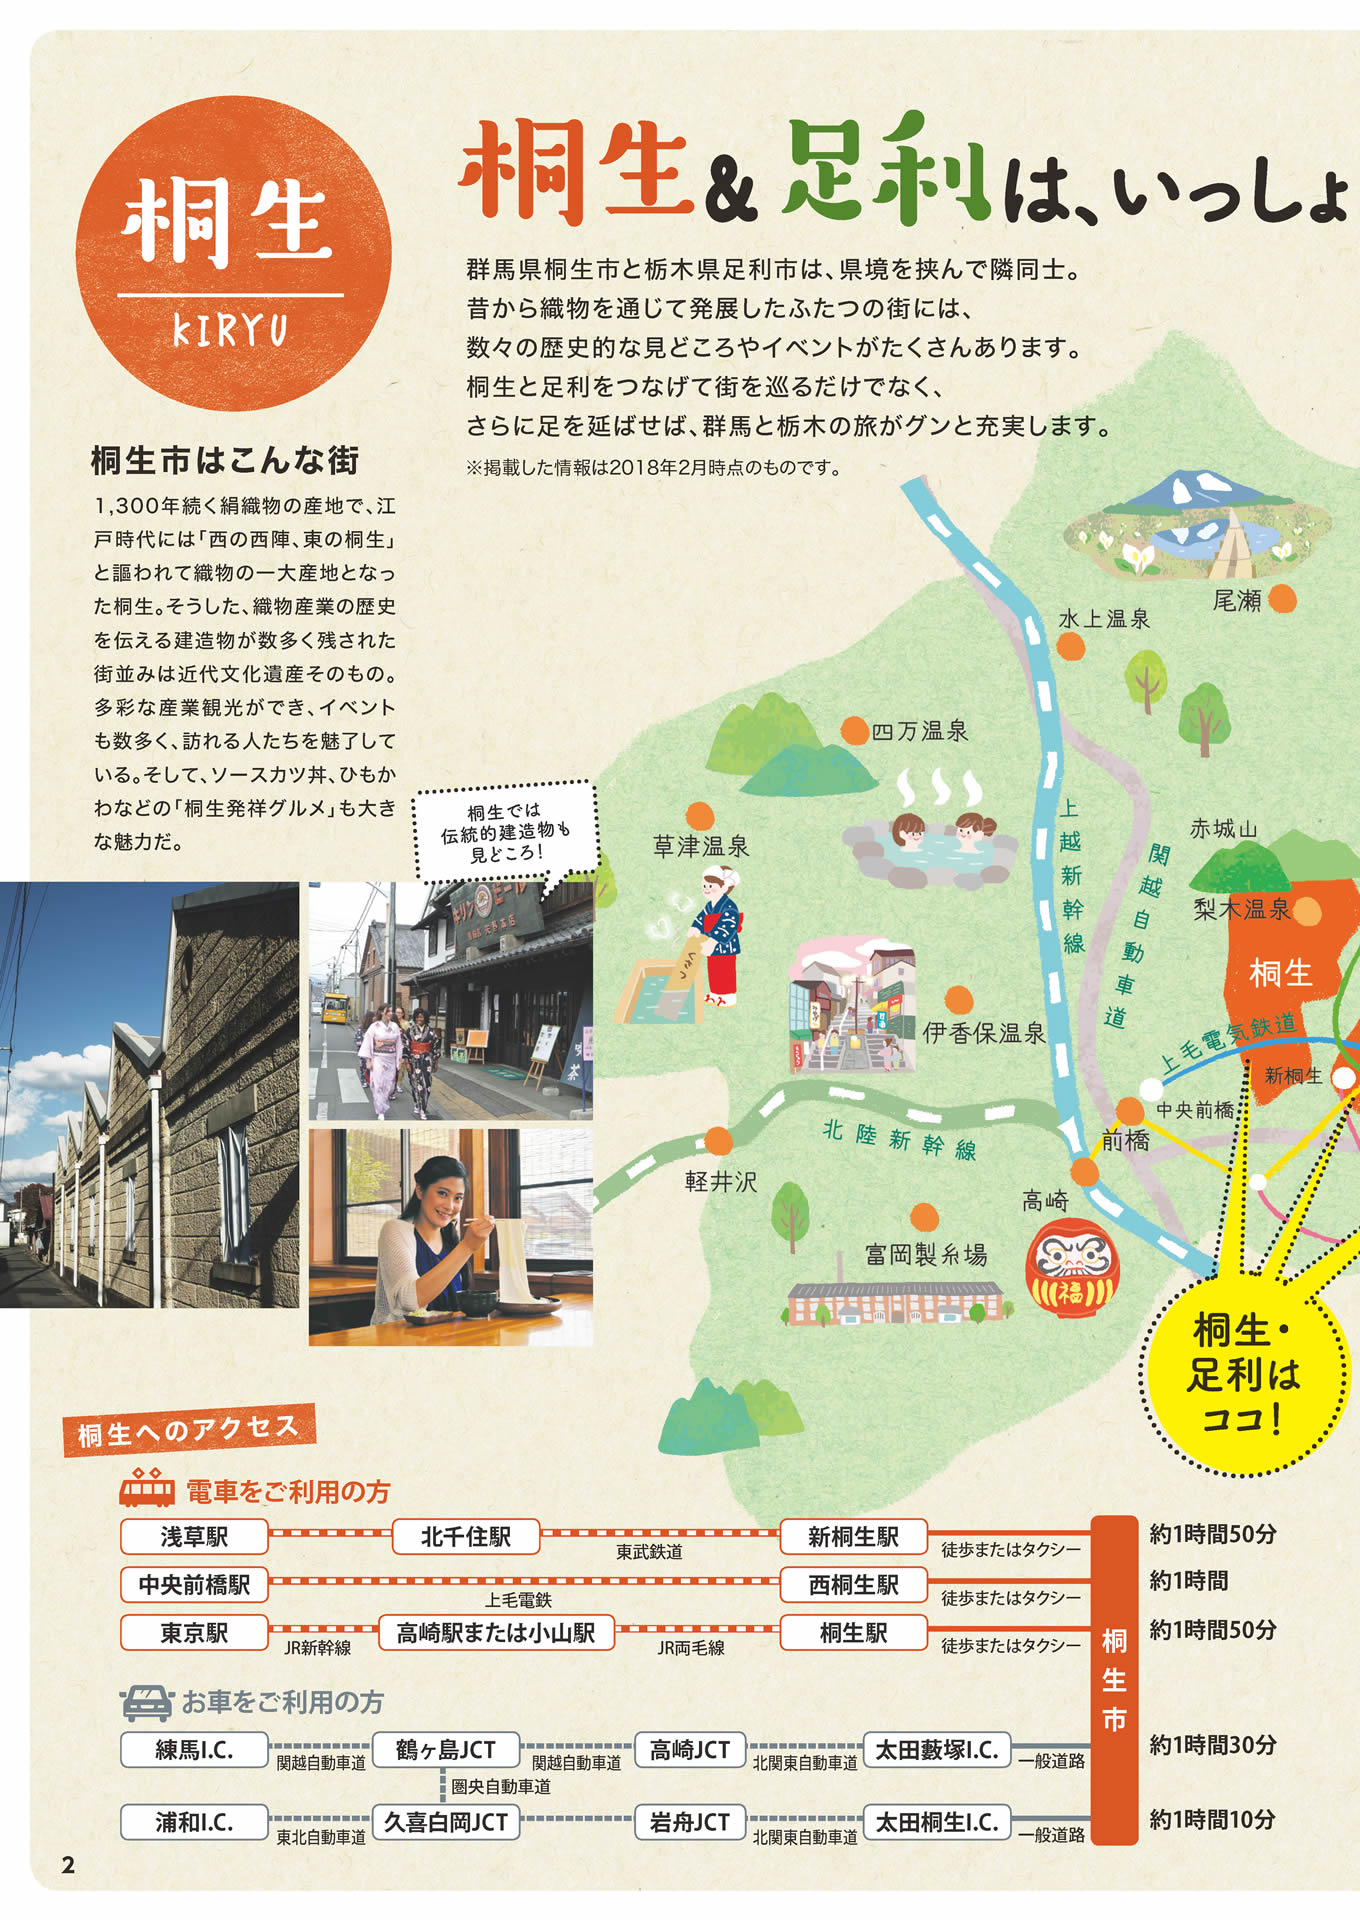 桐生
KIRYU
桐生&足利は、いっしょ
群馬県桐生市と栃木県足利市は、県境を挟んで隣同士。
昔から織物を通じて発展したふたつの街には、
数々の歴史的な見どころやイベントがたくさんあります。
桐生と足利をつなげて街を巡るだけでなく、
さらに足を延ばせば、群馬と栃木の旅がグンと充実します。
※掲載した情報は2018年2月時点のものです。
桐生市はこんな街
1,300年続く絹織物の産地で、江
戸時代には「西の西陣、東の桐生」
と謳われて織物の一大産地となっ
た桐生。そうした、織物産業の歴史
を伝える建造物が数多く残された
街並みは近代文化遺産そのもの。
多彩な産業観光ができ、イベント
も数多く、訪れる人たちを魅了して
いる。そして、ソースカツ丼、ひもか
わなどの「桐生発祥グルメ」も大き
な魅力だ。
桐生では
伝統的建造物も
見どころ!
尾瀬
水上温泉
四万温泉
草津温泉
上越新幹線
関越自動車道
赤城山
梨木温泉
桐生
伊香保温泉
上毛電気鉄道
新桐生
中央前橋
前橋
北陸新幹線
軽井沢
高崎
富岡製糸場
福
桐生・
足利は
ココ!
桐生へのアクセス
電車をご利用の方
浅草駅 北千住駅 東武鉄道 新桐生駅 徒歩またはタクシー 約1時間50分
中央前橋駅 上毛電鉄 西桐生駅 徒歩またはタクシー 約1時間
東京駅 JR新幹線 高崎駅または小山駅 JR両毛線 桐生駅 徒歩またはタクシー 約1時間50分
桐生市
お車をご利用の方
練馬I.C. 関越自動車道 鶴ヶ島JCT 関越自動車道 高崎JCT 北関東自動車道 太田藪塚I.C. 一般道路 約1時間30分
圏央自動車道
浦和I.C. 東北自動車道 久喜白岡JCT 岩舟JCT 北関東自動車道 太田桐生I.C. 一般道路 約1時間10分
2